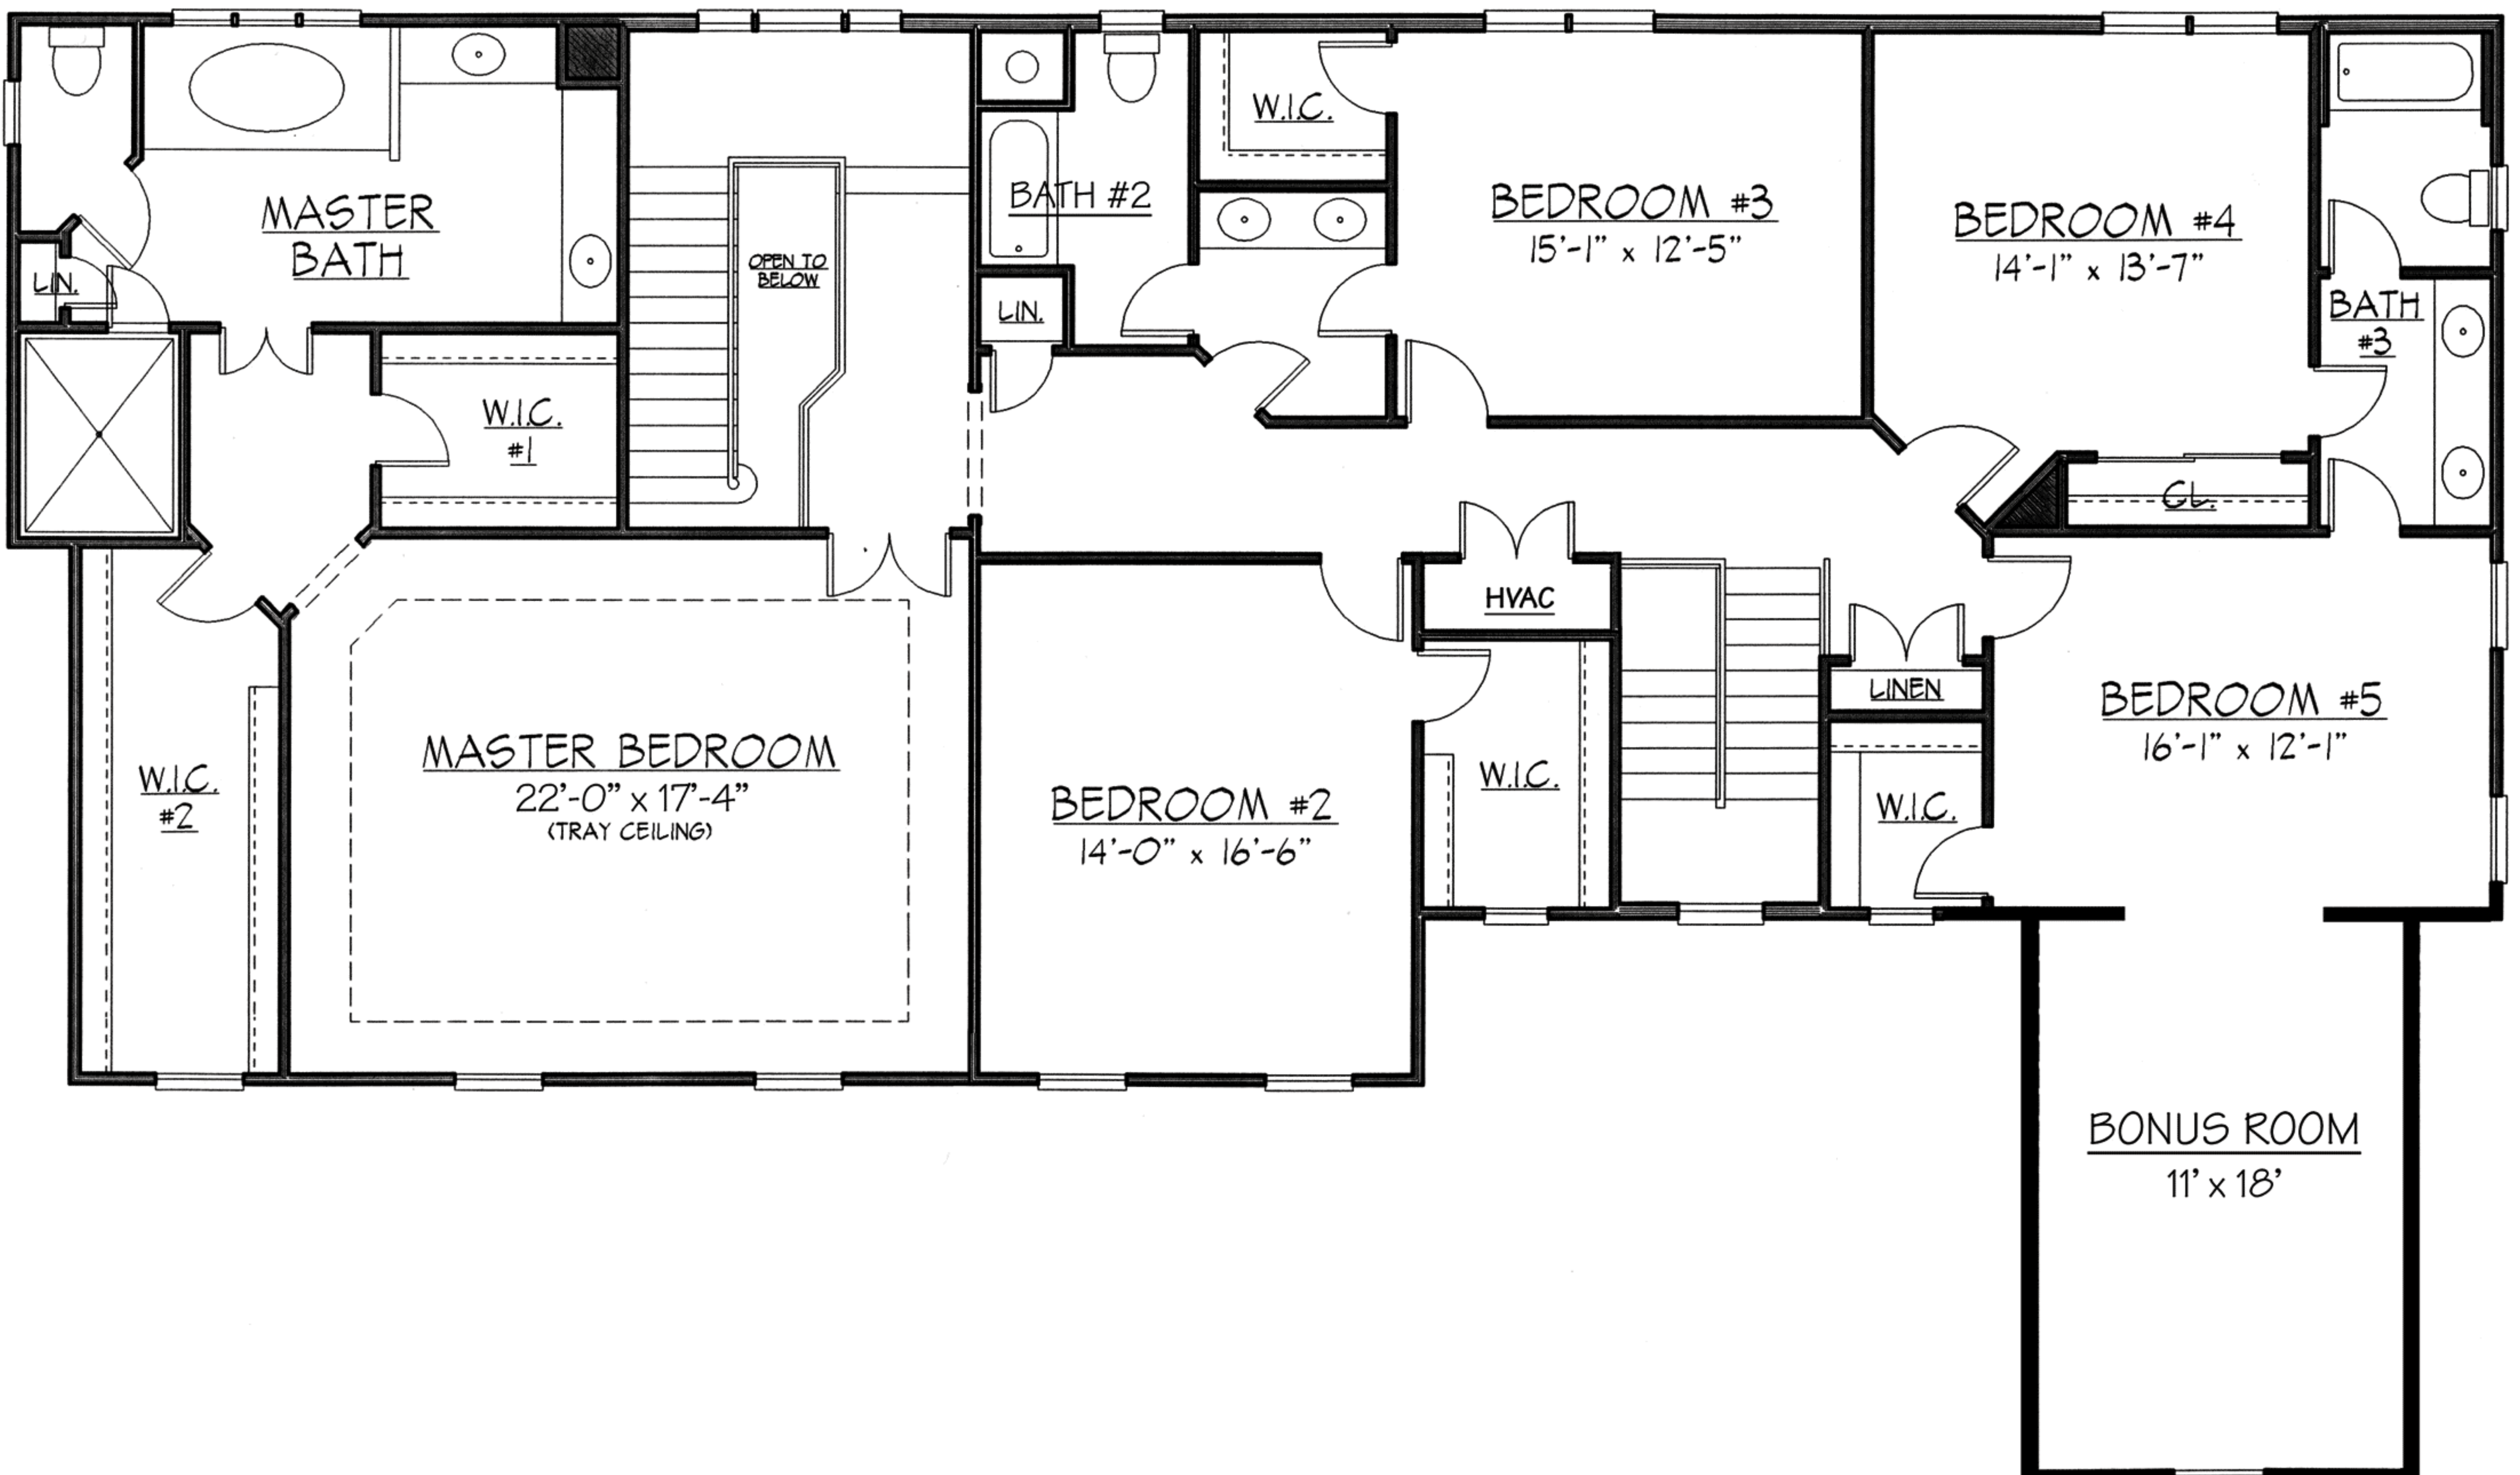 MASTER
BATH
LIN.
W.I.C.
#1
OPEN TO
BELOW
BATH #2
LIN.
W.I.C.
BEDROOM #3
15'-1" x 12'-5"
BEDROOM #4
14'-1" x 13'-7"
BATH
#3
CL.
W.I.C.
#2
MASTER BEDROOM
22'-0" x 17'-4"
(TRAY CEILING)
BEDROOM #2
14'-0" x 16'-6"
HVAC
W.I.C.
LINEN
W.I.C.
BEDROOM #5
16'-1" x 12'-1"
BONUS ROOM
11' x 18'